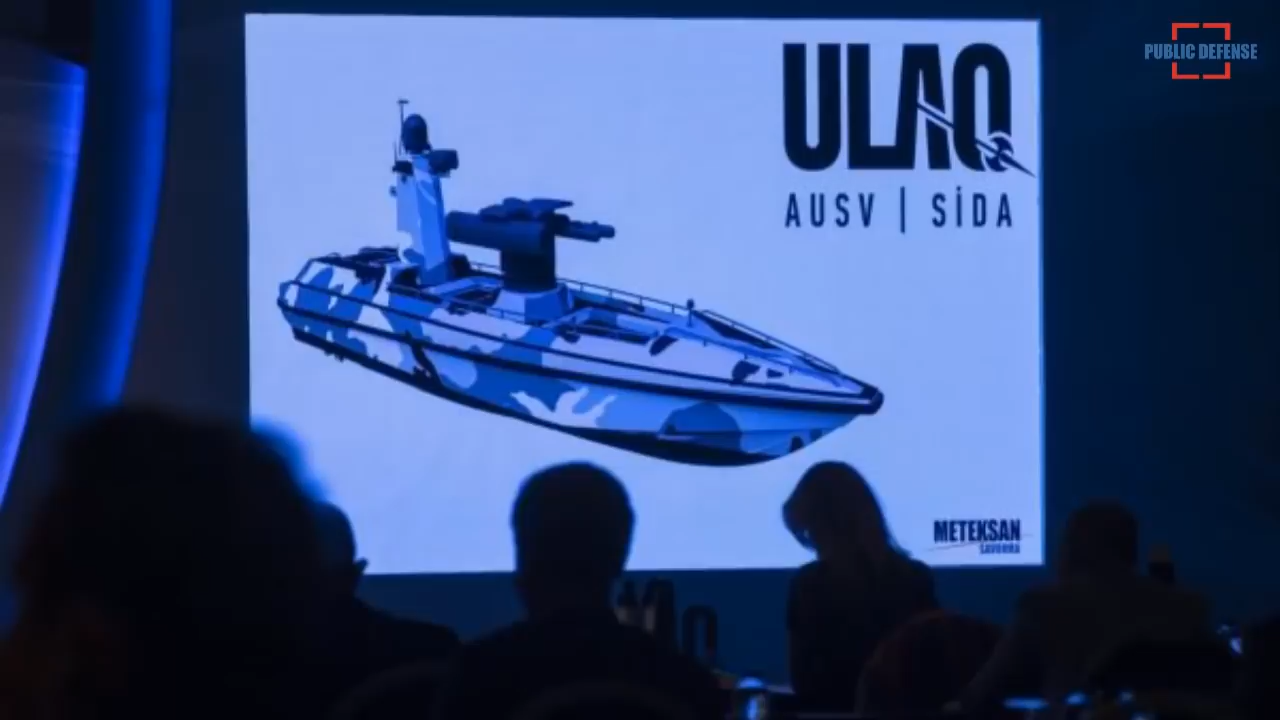 PUBLIC DEFENSE
ULAQ
AUSV | SİDA
METEKSAN
savunma